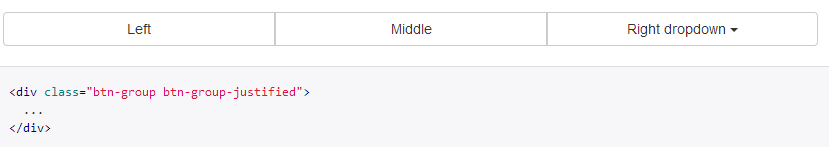 Left Middle Right dropdown
<div class="btn-group btn-group-justified">
  ...
</div>